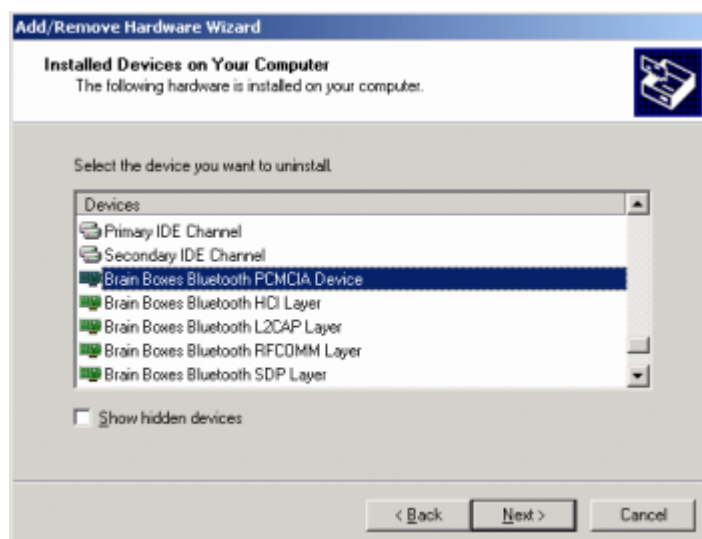 Add/Remove Hardware Wizard
Installed Devices on Your Computer
The following hardware is installed on your computer.
Select the device you want to uninstall.
Devices
Primary IDE Channel
Secondary IDE Channel
Brain Boxes Bluetooth PCMCIA Device
Brain Boxes Bluetooth HCI Layer
Brain Boxes Bluetooth L2CAP Layer
Brain Boxes Bluetooth RFCOMM Layer
Brain Boxes Bluetooth SDP Layer
Show hidden devices
< Back Next > Cancel